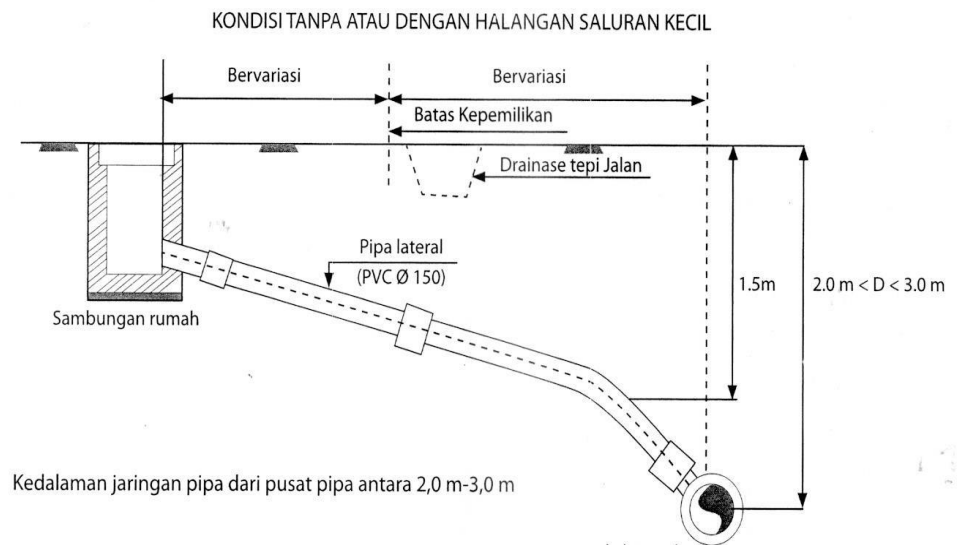 KONDISI TANPA ATAU DENGAN HALANGAN SALURAN KECIL
Bervariasi
Bervariasi
Batas Kepemilikan
Drainase tepi Jalan
Pipa lateral
(PVC Ø 150)
1.5m
2.0 m < D < 3.0 m
Sambungan rumah
Kedalaman jaringan pipa dari pusat pipa antara 2,0 m-3,0 m